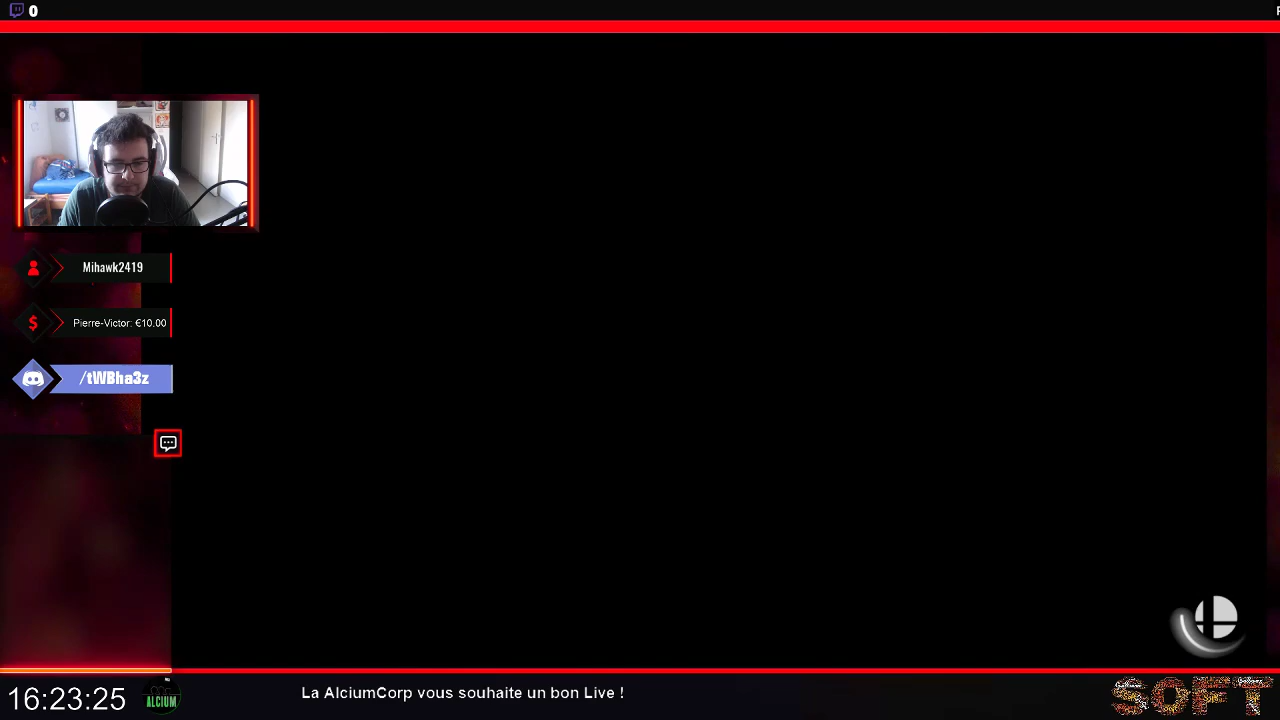 0
Mihawk2419
Pierre-Victor: €10.00
/tWBha3z
16:23:25
ALCIUM
La AlciumCorp vous souhaite un bon Live !
SOFT